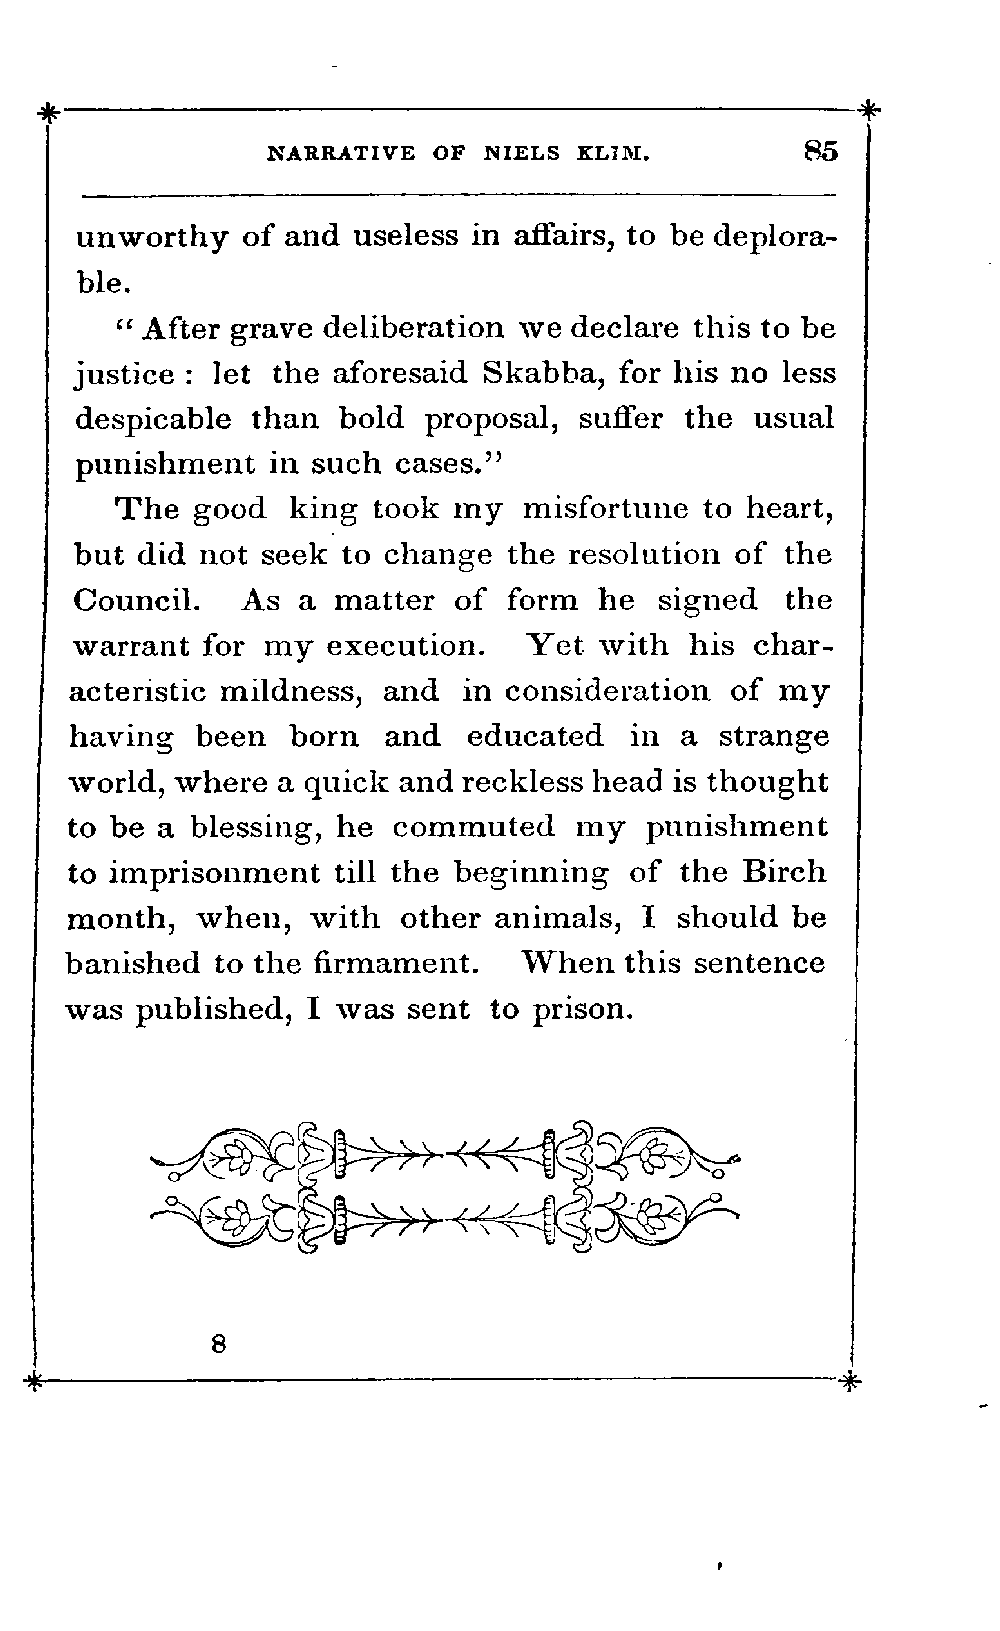 NARRATIVE OF NIELS KLIM. 85
unworthy of and useless in affairs, to be deplora-
ble.
“ After grave deliberation we declare this to be
justice : let the aforesaid Skabba, for his no less
despicable than bold proposal, suffer the usual
punishment in such cases.”
The good king took my misfortune to heart,
but did not seek to change the resolution of the
Council. As a matter of form he signed the
warrant for my execution. Yet with his char-
acteristic mildness, and in consideration of my
having been born and educated in a strange
world, where a quick and reckless head is thought
to be a blessing, he commuted my punishment
to imprisonment till the beginning of the Birch
month, when, with other animals, I should be
banished to the firmament. When this sentence
was published, I was sent to prison.
8